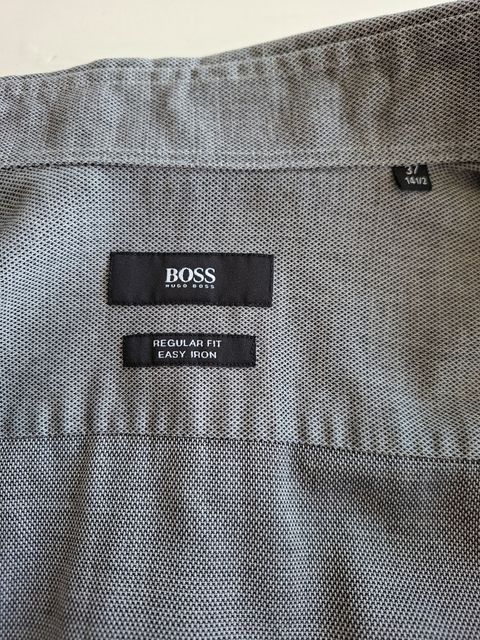 37
14 1/2
BOSS
HUGO BOSS
REGULAR FIT
EASY IRON